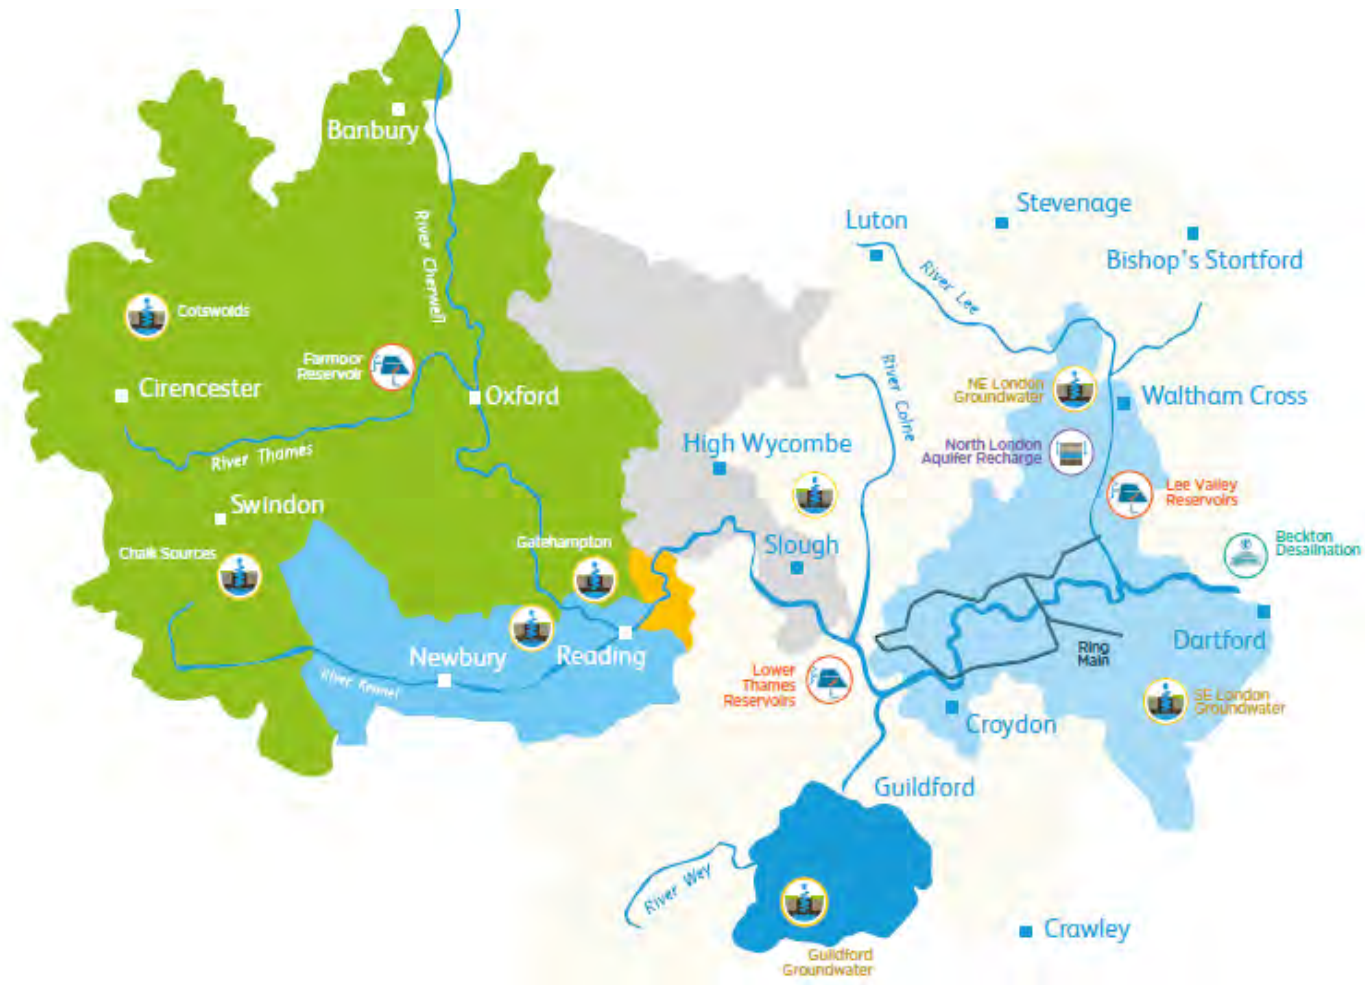 Banbury
River Cherwell
Stevenage
Luton
Bishop's Stortford
River Lee
Cotswolds
Farmoor
Reservoir
River Colne
NE London
Groundwater
Cirencester
Oxford
Waltham Cross
High Wycombe
North London
Aquifer Recharge
River Thames
Lee Valley
Reservoirs
Swindon
Gatehampton
Slough
Beckton
Desalination
Chalk Sources
Newbury
Reading
Ring
Main
Dartford
River Kennet
Lower
Thames
Reservoirs
SE London
Groundwater
Croydon
Guildford
River Wey
Crawley
Guildford
Groundwater